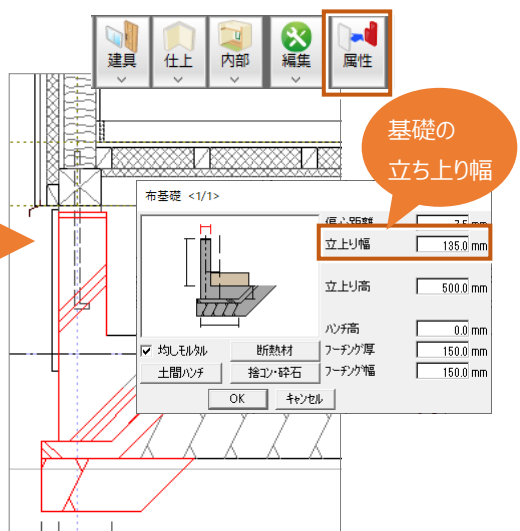 建具
仕上
内部
編集
属性
基礎の
立ち上り幅
布基礎 <1/1>
偏心距離 7.5 mm
立上り幅 135.0 mm
立上り高 500.0 mm
ハンチ高 0.0 mm
均しモルタル 断熱材 フーチング厚 150.0 mm
土間ハンチ 捨コン・砕石 フーチング幅 150.0 mm
OK キャンセル